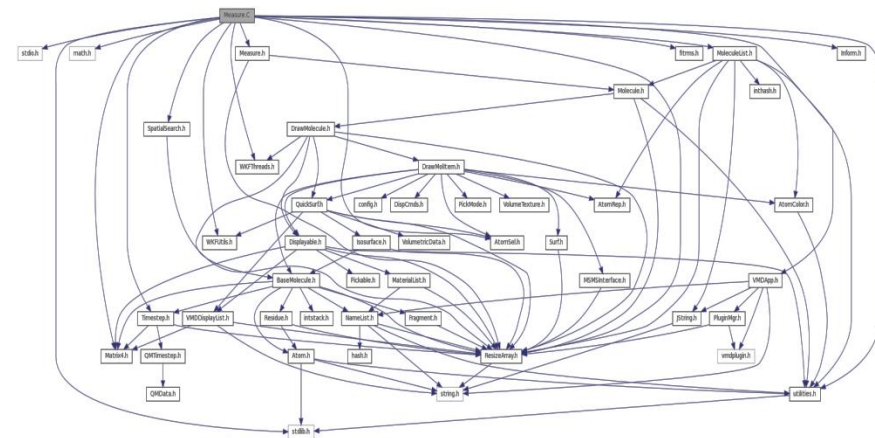 Measure.C
stdio.h
math.h
Measure.h
fitrms.h
MoleculeList.h
Inform.h
Molecule.h
inthash.h
SpatialSearch.h
DrawMolecule.h
WKFThreads.h
DrawMolItem.h
QuickSurf.h
config.h
DispCmds.h
PickMode.h
VolumeTexture.h
AtomRep.h
AtomColor.h
WKFUtils.h
Displayable.h
Isosurface.h
VolumetricData.h
AtomSel.h
Surf.h
BaseMolecule.h
Pickable.h
MaterialList.h
MSMSInterface.h
VMDApp.h
Timestep.h
VMDDisplayList.h
Residue.h
intstack.h
NameList.h
Fragment.h
JString.h
PluginMgr.h
Matrix4.h
QMTimestep.h
Atom.h
hash.h
ResizeArray.h
vmdplugin.h
QMData.h
string.h
utilities.h
stdlib.h